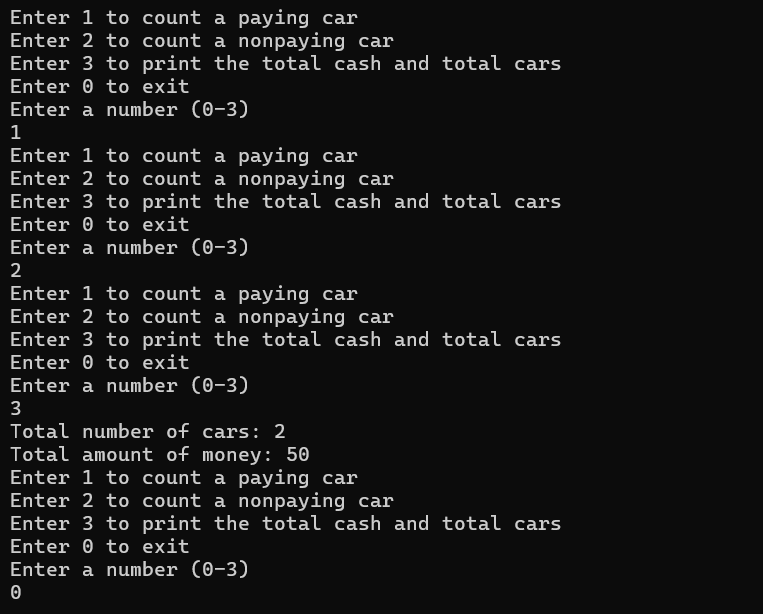 Enter 1 to count a paying car
Enter 2 to count a nonpaying car
Enter 3 to print the total cash and total cars
Enter 0 to exit
Enter a number (0-3)
1
Enter 1 to count a paying car
Enter 2 to count a nonpaying car
Enter 3 to print the total cash and total cars
Enter 0 to exit
Enter a number (0-3)
2
Enter 1 to count a paying car
Enter 2 to count a nonpaying car
Enter 3 to print the total cash and total cars
Enter 0 to exit
Enter a number (0-3)
3
Total number of cars: 2
Total amount of money: 50
Enter 1 to count a paying car
Enter 2 to count a nonpaying car
Enter 3 to print the total cash and total cars
Enter 0 to exit
Enter a number (0-3)
0